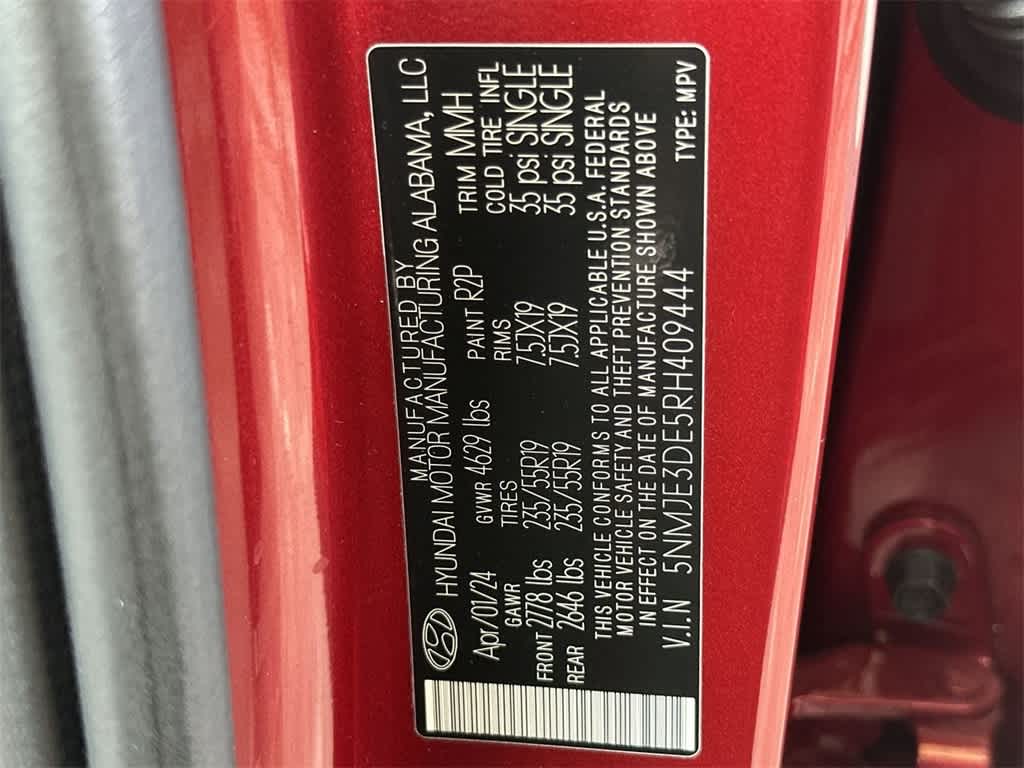 MANUFACTURED BY
HYUNDAI MOTOR MANUFACTURING ALABAMA, LLC
Apr/01/24 GVWR 4629 lbs PAINT R2P TRIM MMH
GAWR TIRES RIMS COLD TIRE INFL
FRONT 2778 lbs 235/55R19 7.5JX19 35 psi SINGLE
REAR 2646 lbs 235/55R19 7.5JX19 35 psi SINGLE
THIS VEHICLE CONFORMS TO ALL APPLICABLE U.S.A. FEDERAL
MOTOR VEHICLE SAFETY AND THEFT PREVENTION STANDARDS
IN EFFECT ON THE DATE OF MANUFACTURE SHOWN ABOVE
V.I.N 5NMJE3DE5RH409444 TYPE: MPV